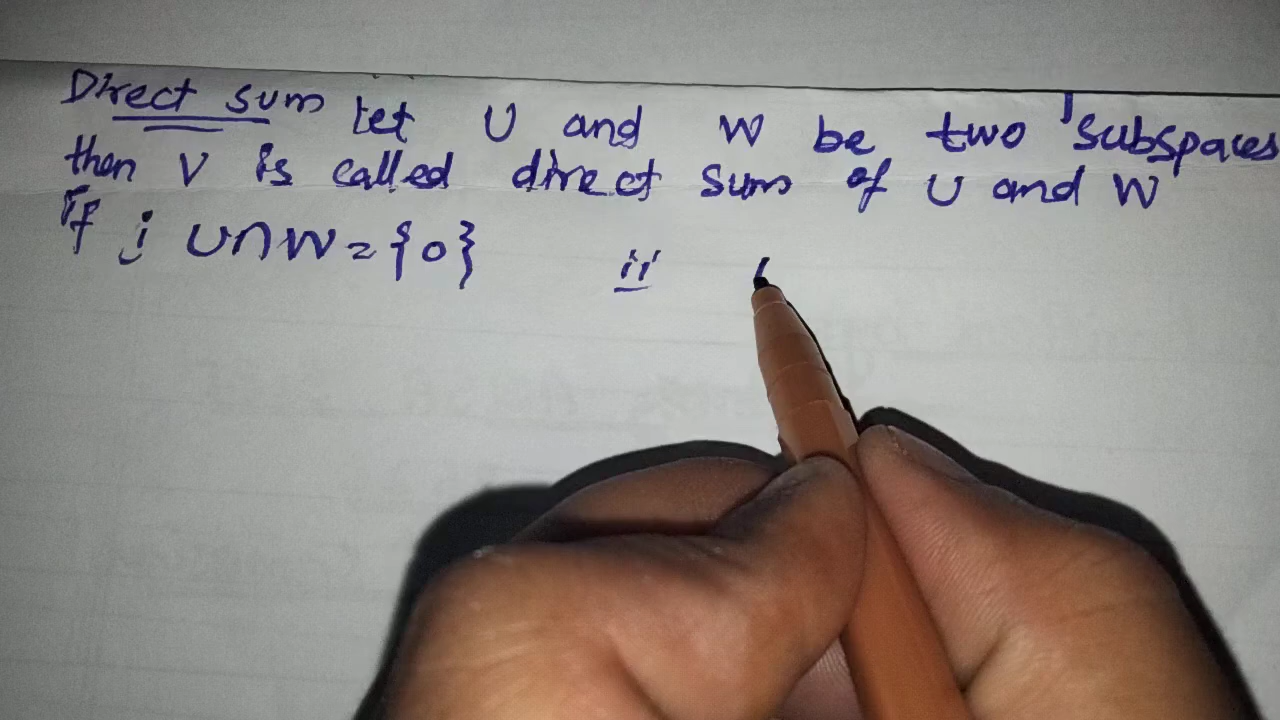 Direct sum let U and W be two subspaces
then V is called direct sum of U and W
if i U∩W = {0} ii